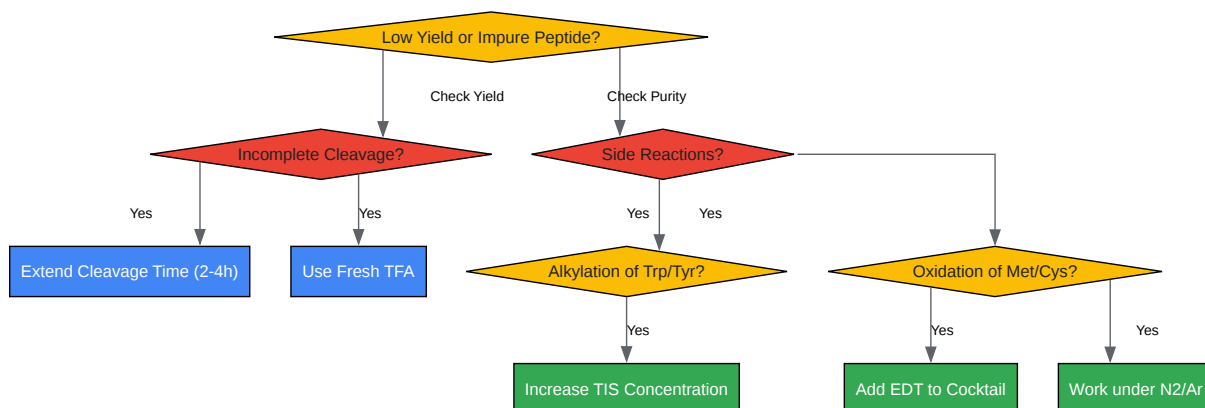 Low Yield or Impure Peptide?
Check Yield
Check Purity
Incomplete Cleavage?
Side Reactions?
Yes
Yes
Yes
Yes
Extend Cleavage Time (2-4h)
Use Fresh TFA
Alkylation of Trp/Tyr?
Oxidation of Met/Cys?
Yes
Yes
Yes
Increase TIS Concentration
Add EDT to Cocktail
Work under N2/Ar